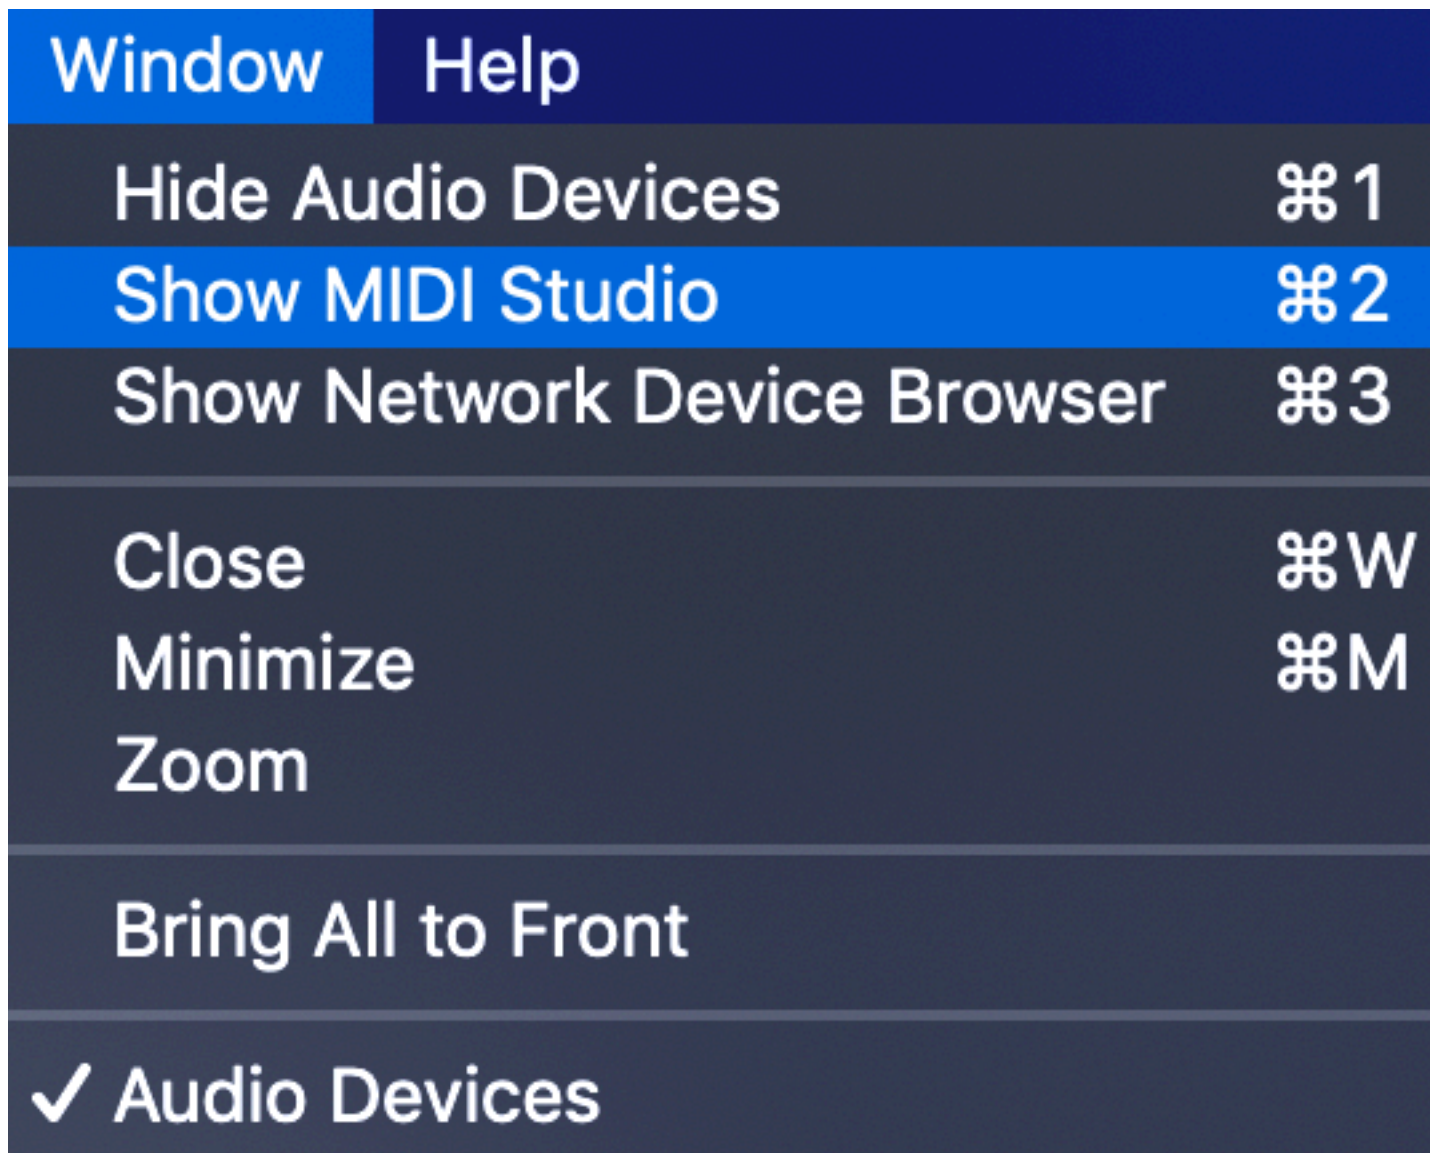 Window Help
Hide Audio Devices ⌘1
Show MIDI Studio ⌘2
Show Network Device Browser ⌘3
Close ⌘W
Minimize ⌘M
Zoom
Bring All to Front
✓ Audio Devices